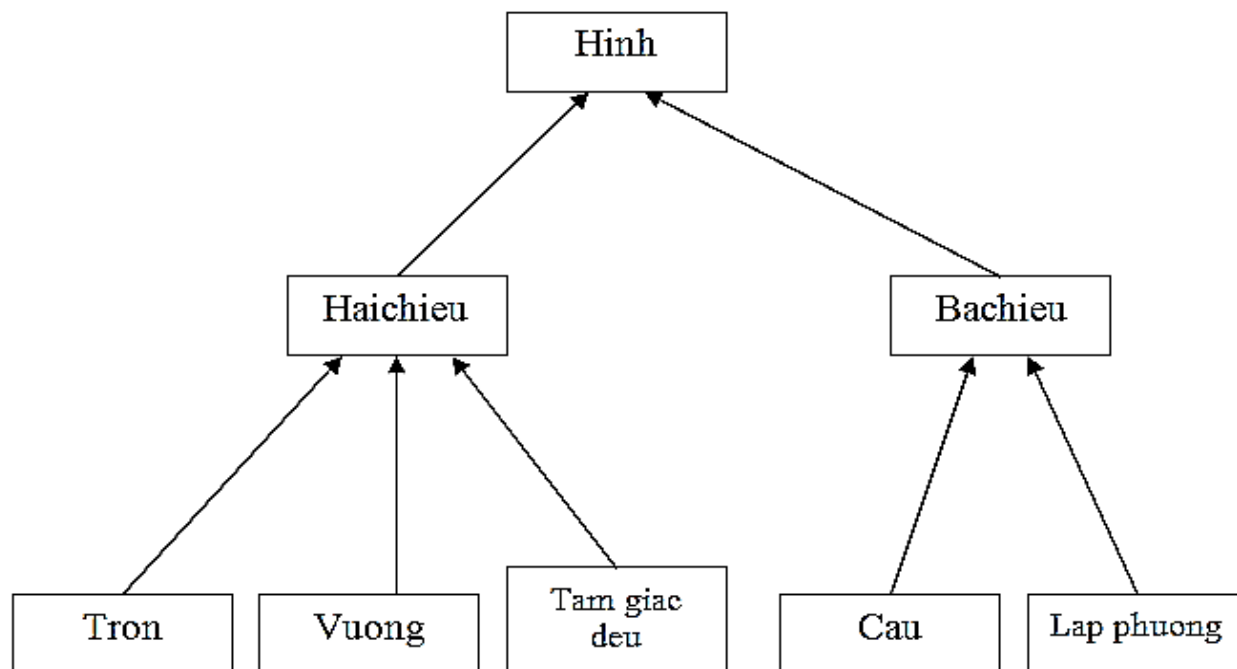 Hinh
Haichieu
Bachieu
Tron
Vuong
Tam giac
deu
Cau
Lap phuong